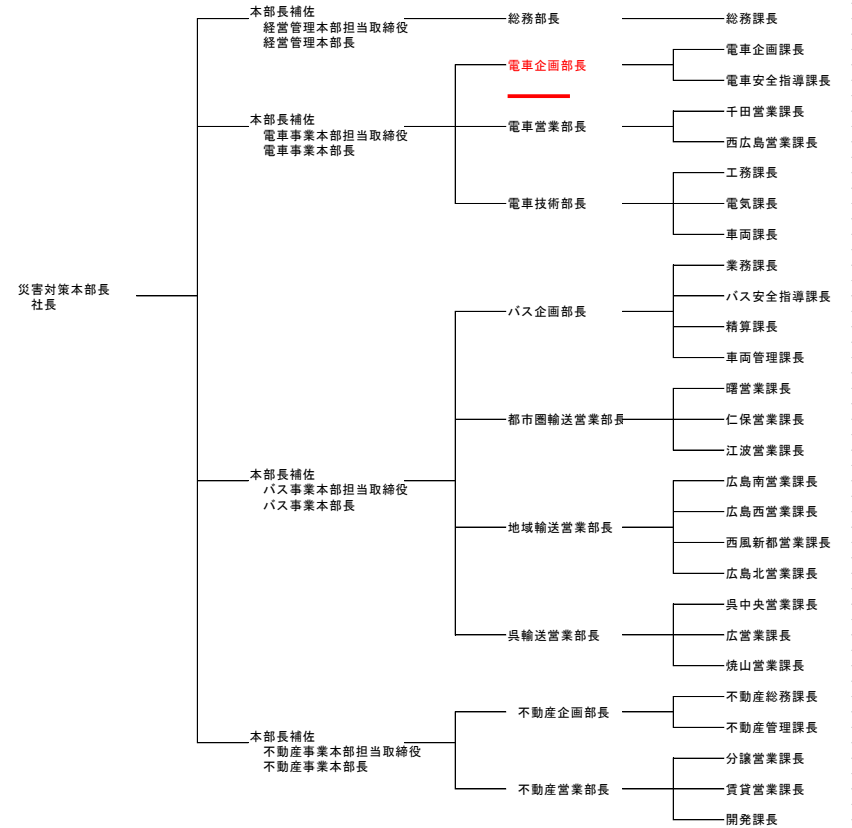 災害対策本部長
社長
本部長補佐
経営管理本部担当取締役
経営管理本部長
総務部長
総務課長
本部長補佐
電車事業本部担当取締役
電車事業本部長
電車企画部長
電車企画課長
電車安全指導課長
電車営業部長
千田営業課長
西広島営業課長
電車技術部長
工務課長
電気課長
車両課長
本部長補佐
バス事業本部担当取締役
バス事業本部長
バス企画部長
業務課長
バス安全指導課長
精算課長
車両管理課長
都市圏輸送営業部長
曙営業課長
仁保営業課長
江波営業課長
地域輸送営業部長
広島南営業課長
広島西営業課長
西風新都営業課長
広島北営業課長
呉輸送営業部長
呉中央営業課長
広営業課長
焼山営業課長
本部長補佐
不動産事業本部担当取締役
不動産事業本部長
不動産企画部長
不動産総務課長
不動産管理課長
不動産営業部長
分譲営業課長
賃貸営業課長
開発課長